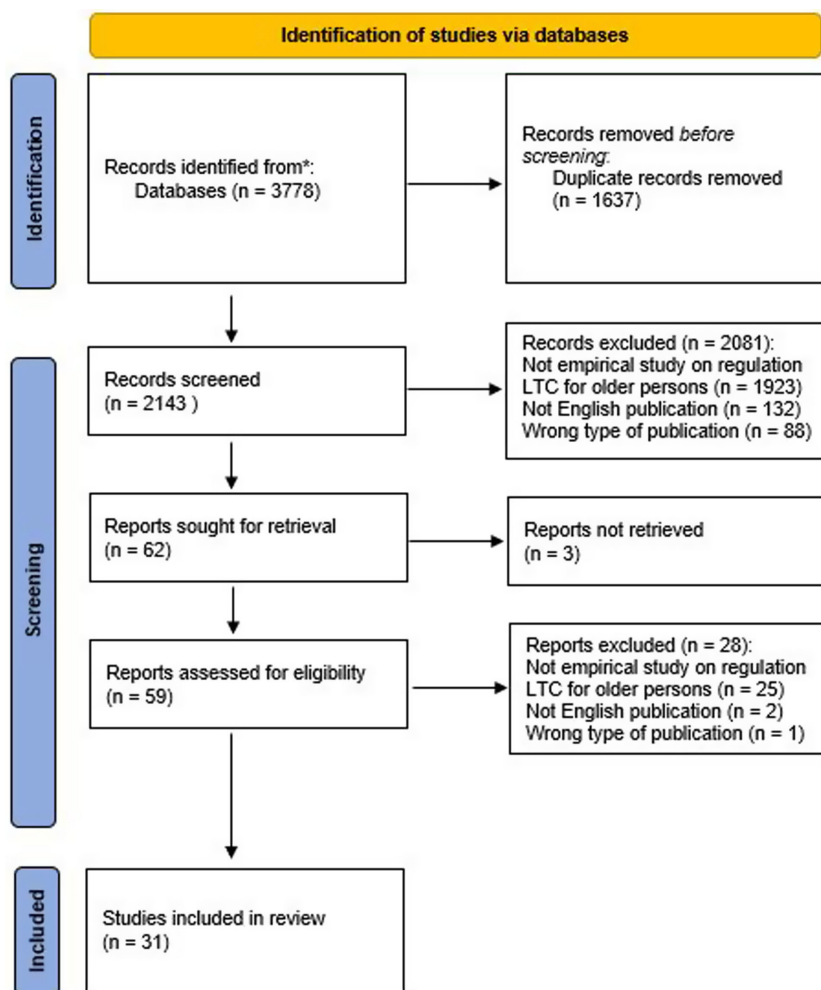 Identification of studies via databases
Identification
Records identified from*:
Databases (n = 3778)
Records removed before
screening:
Duplicate records removed
(n = 1637)
Screening
Records screened
(n = 2143 )
Records excluded (n = 2081):
Not empirical study on regulation
LTC for older persons (n = 1923)
Not English publication (n = 132)
Wrong type of publication (n = 88)
Reports sought for retrieval
(n = 62)
Reports not retrieved
(n = 3)
Reports assessed for eligibility
(n = 59)
Reports excluded (n = 28):
Not empirical study on regulation
LTC for older persons (n = 25)
Not English publication (n = 2)
Wrong type of publication (n = 1)
Included
Studies included in review
(n = 31)